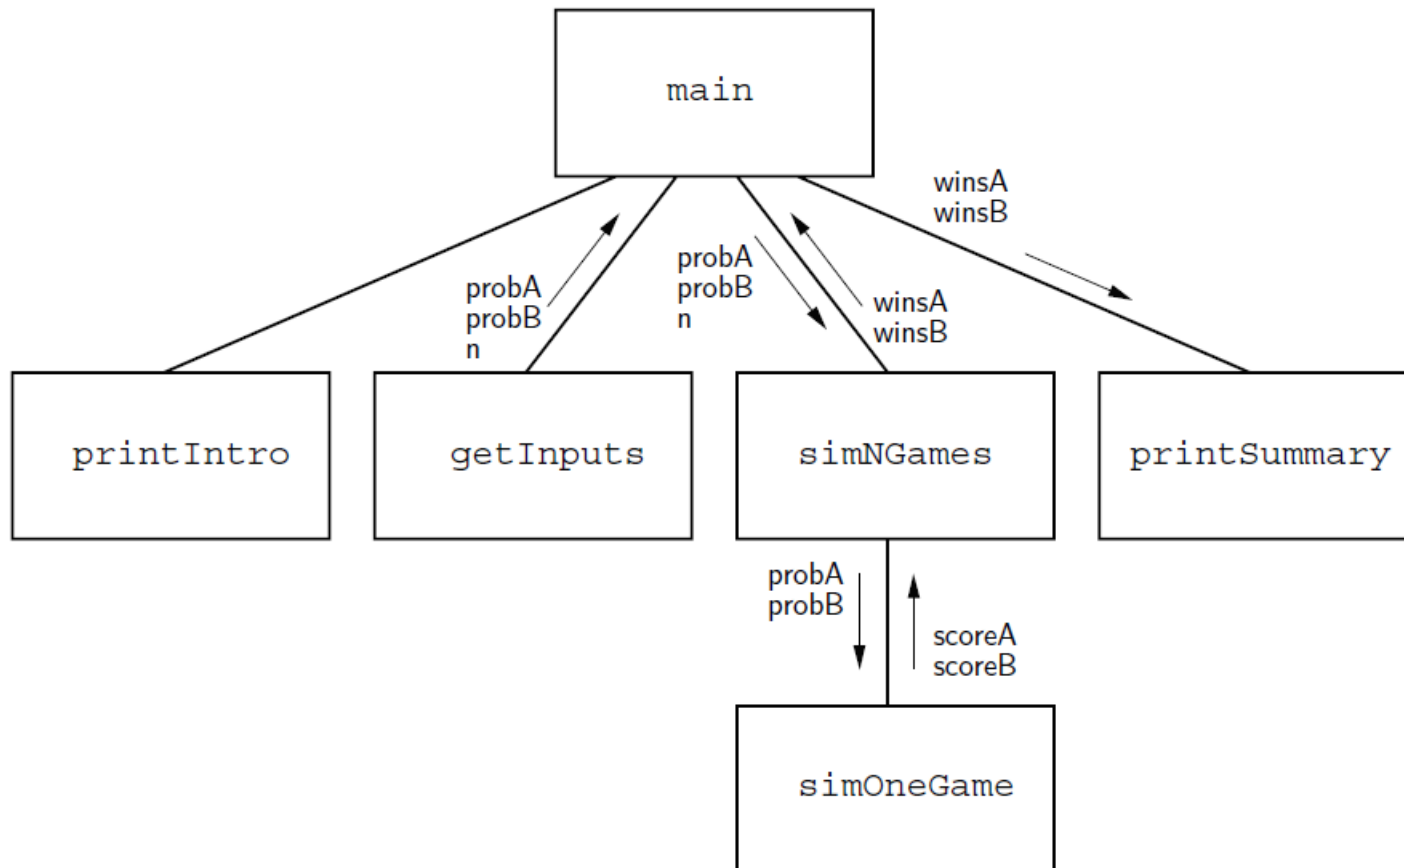 main
winsA
winsB
probA
probB
n
probA
probB
n
winsA
winsB
printIntro
getInputs
simNGames
printSummary
probA
probB
scoreA
scoreB
simOneGame